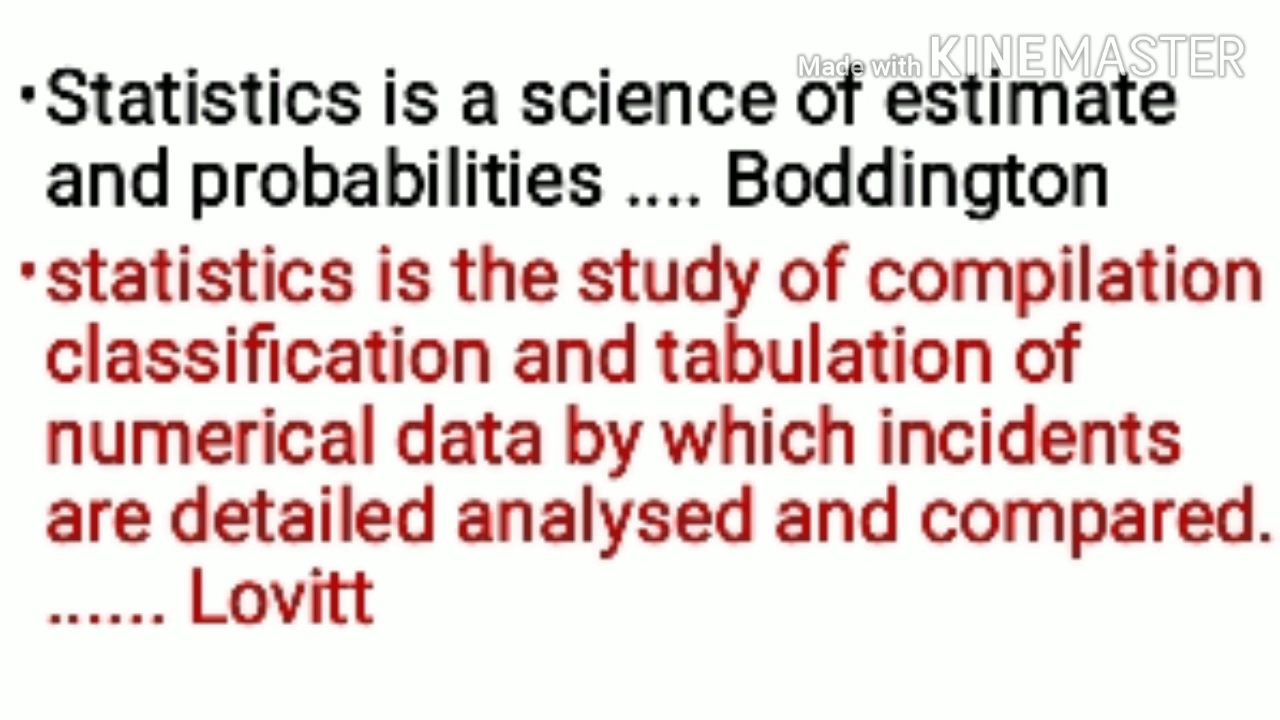 Made with KINEMASTER
•Statistics is a science of estimate
and probabilities .... Boddington
•statistics is the study of compilation
classification and tabulation of
numerical data by which incidents
are detailed analysed and compared.
...... Lovitt